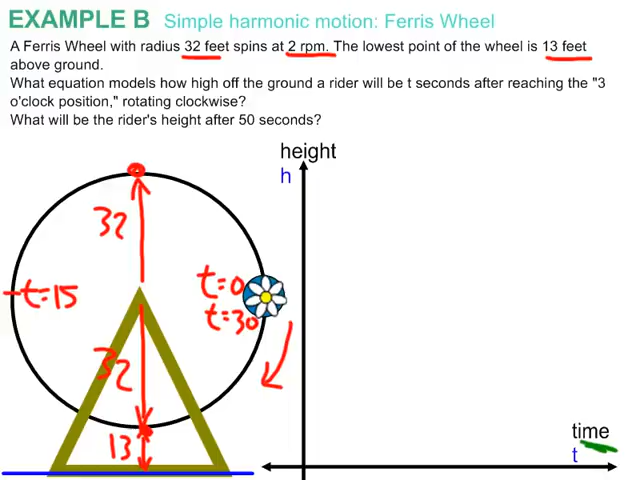 EXAMPLE B Simple harmonic motion: Ferris Wheel
A Ferris Wheel with radius 32 feet spins at 2 rpm. The lowest point of the wheel is 13 feet
above ground.
What equation models how high off the ground a rider will be t seconds after reaching the "3
o'clock position," rotating clockwise?
What will be the rider's height after 50 seconds?
height
h
32
t=0
t=15
t=30
32
13
time
t